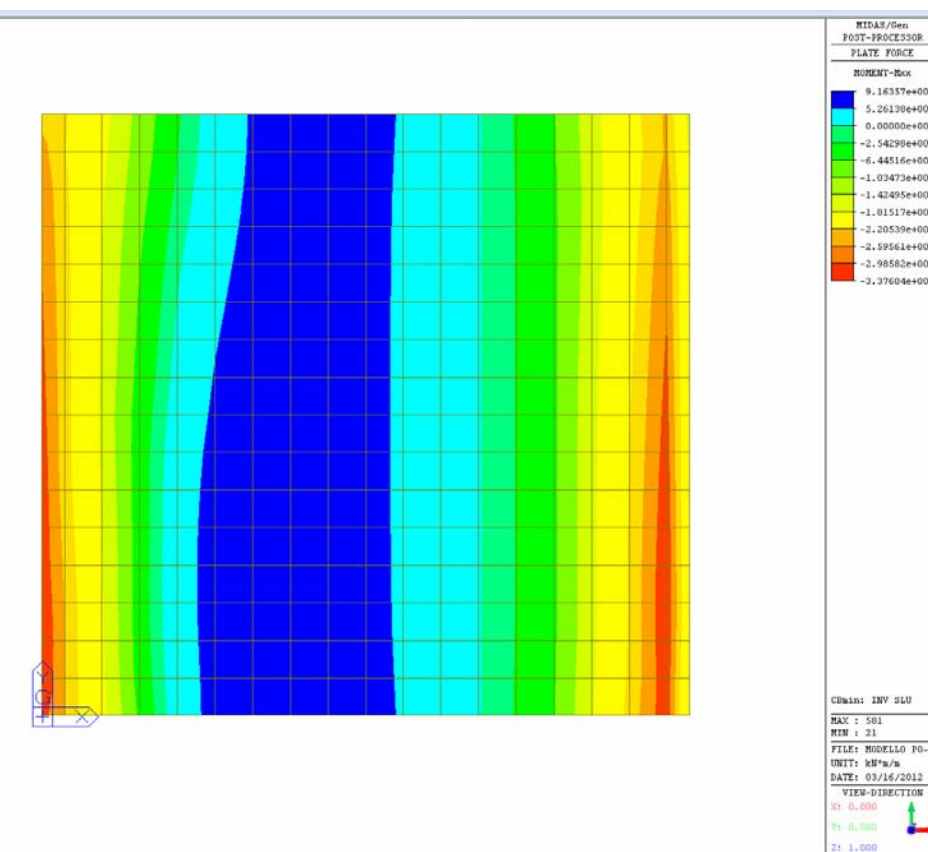 MIDAS/Gen
POST-PROCESSOR
PLATE FORCE
MOMENT-Mxx
9.16357e+00
5.26138e+00
0.00000e+00
-2.54298e+00
-6.44516e+00
-1.03473e+00
-1.42495e+00
-1.81517e+00
-2.20539e+00
-2.59561e+00
-2.98582e+00
-3.37604e+00
Y
G
X
CBmin: INV SLU
MAX : 581
MIN : 21
FILE: MODELLO PO-
UNIT: kN*m/m
DATE: 03/16/2012
VIEW-DIRECTION
X: 0.000
Y: 0.000
Z: 1.000